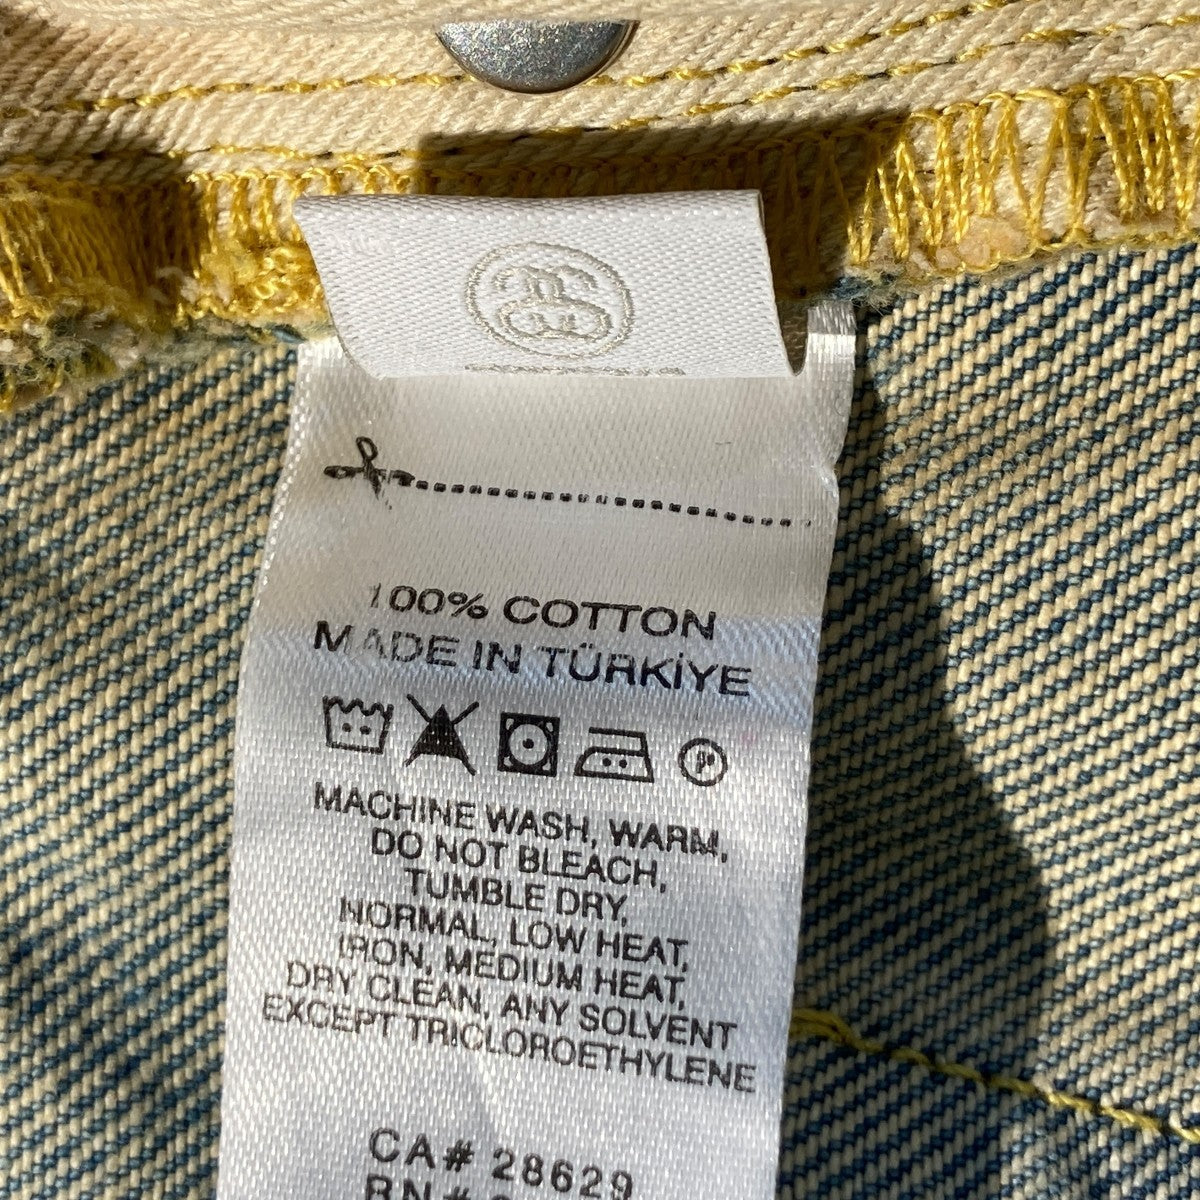 100% COTTON
MADE IN TÜRKİYE
MACHINE WASH, WARM,
DO NOT BLEACH,
TUMBLE DRY,
NORMAL, LOW HEAT,
IRON, MEDIUM HEAT,
DRY CLEAN, ANY SOLVENT
EXCEPT TRICLOROETHYLENE
CA# 28629
RN#